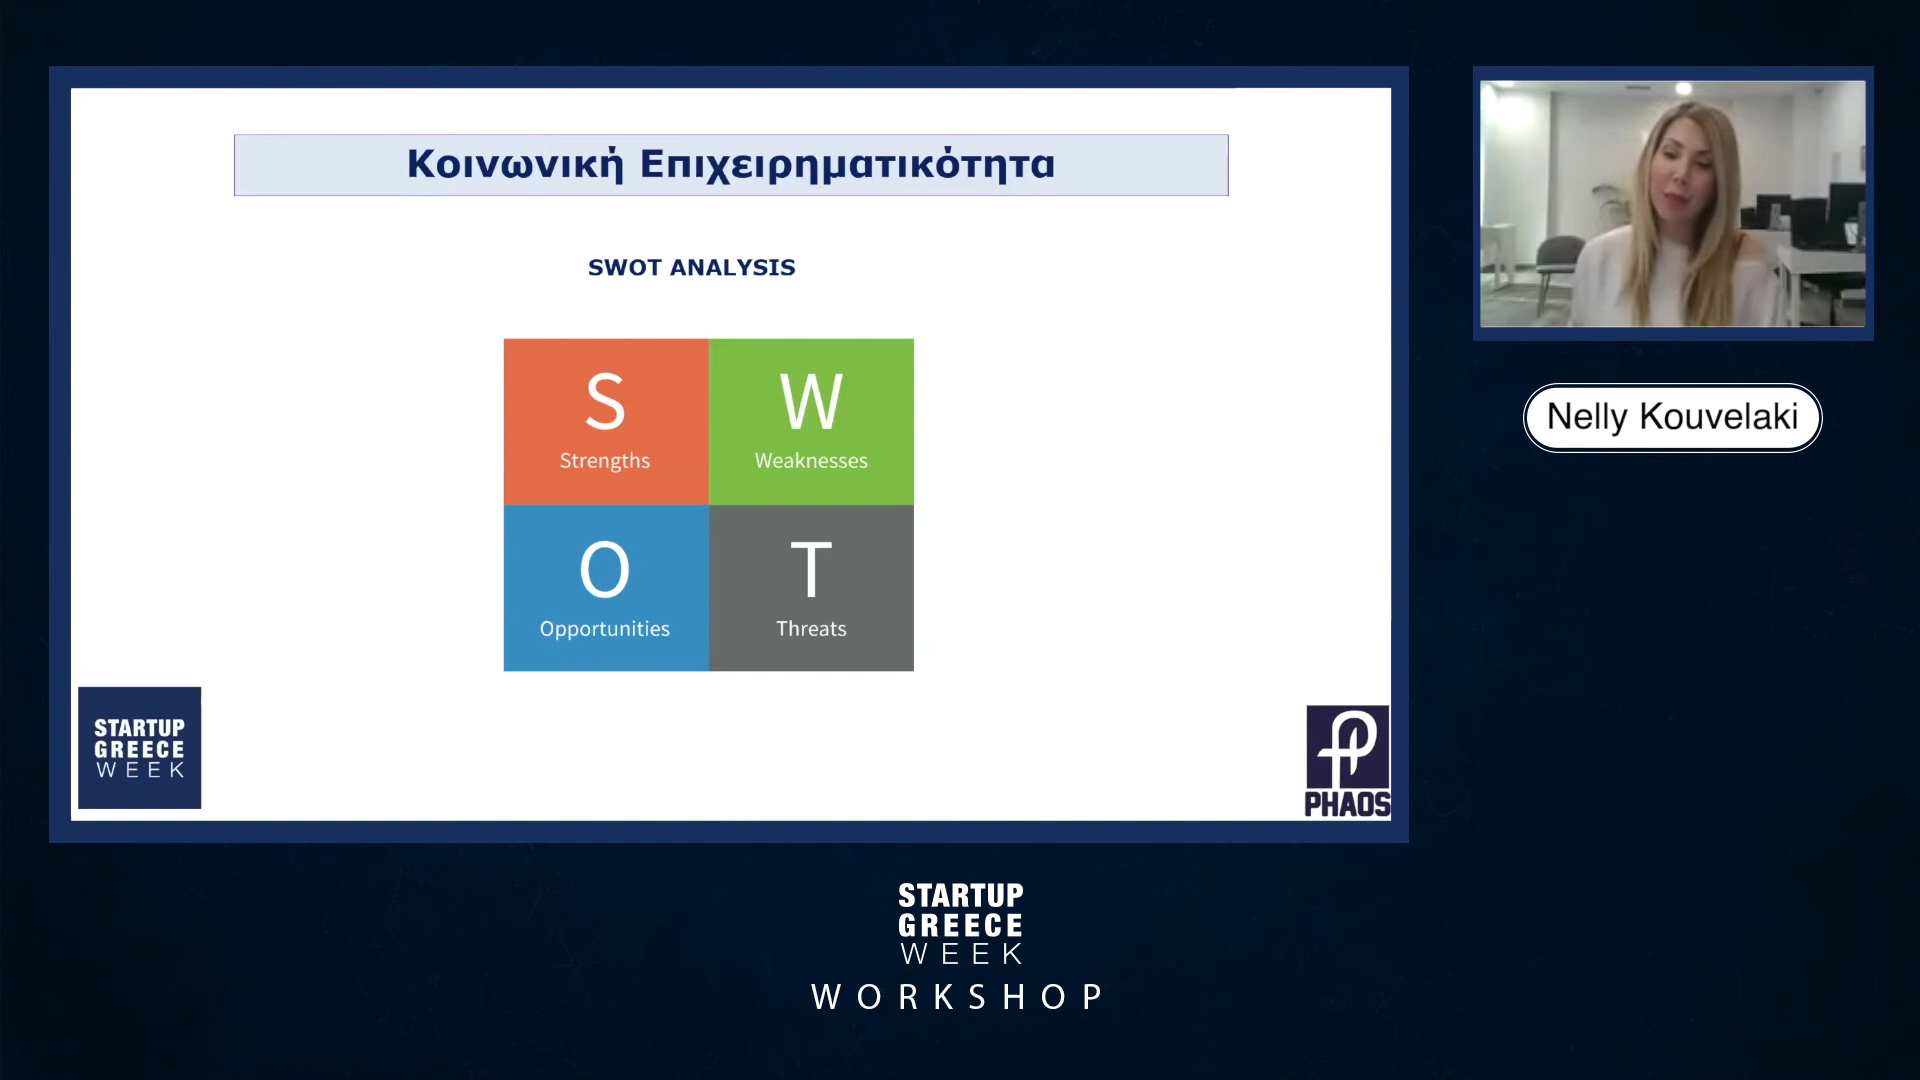 Κοινωνική Επιχειρηματικότητα
SWOT ANALYSIS
S
Strengths
W
Weaknesses
O
Opportunities
T
Threats
STARTUP
GREECE
WEEK
PHAOS
Nelly Kouvelaki
STARTUP
GREECE
WEEK
WORKSHOP